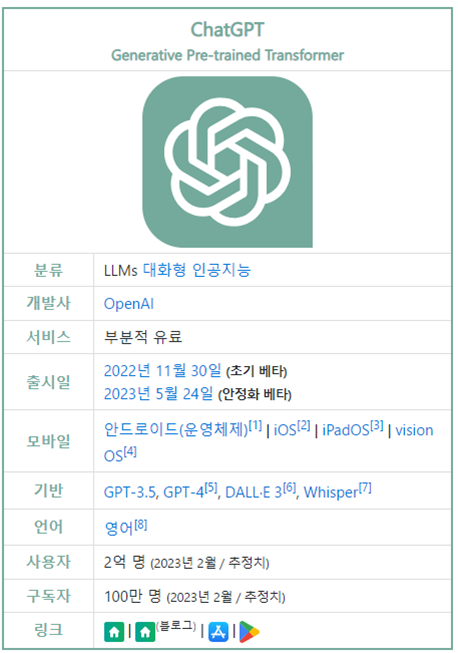 ChatGPT
Generative Pre-trained Transformer
분류 LLMs 대화형 인공지능
개발사 OpenAI
서비스 부분적 유료
출시일 2022년 11월 30일 (초기 베타)
2023년 5월 24일 (안정화 베타)
모바일 안드로이드(운영체제)[1] | iOS[2] | iPadOS[3] | vision
OS[4]
기반 GPT-3.5, GPT-4[5], DALL·E 3[6], Whisper[7]
언어 영어[8]
사용자 2억 명 (2023년 2월 / 추정치)
구독자 100만 명 (2023년 2월 / 추정치)
링크 | (블로그) | |